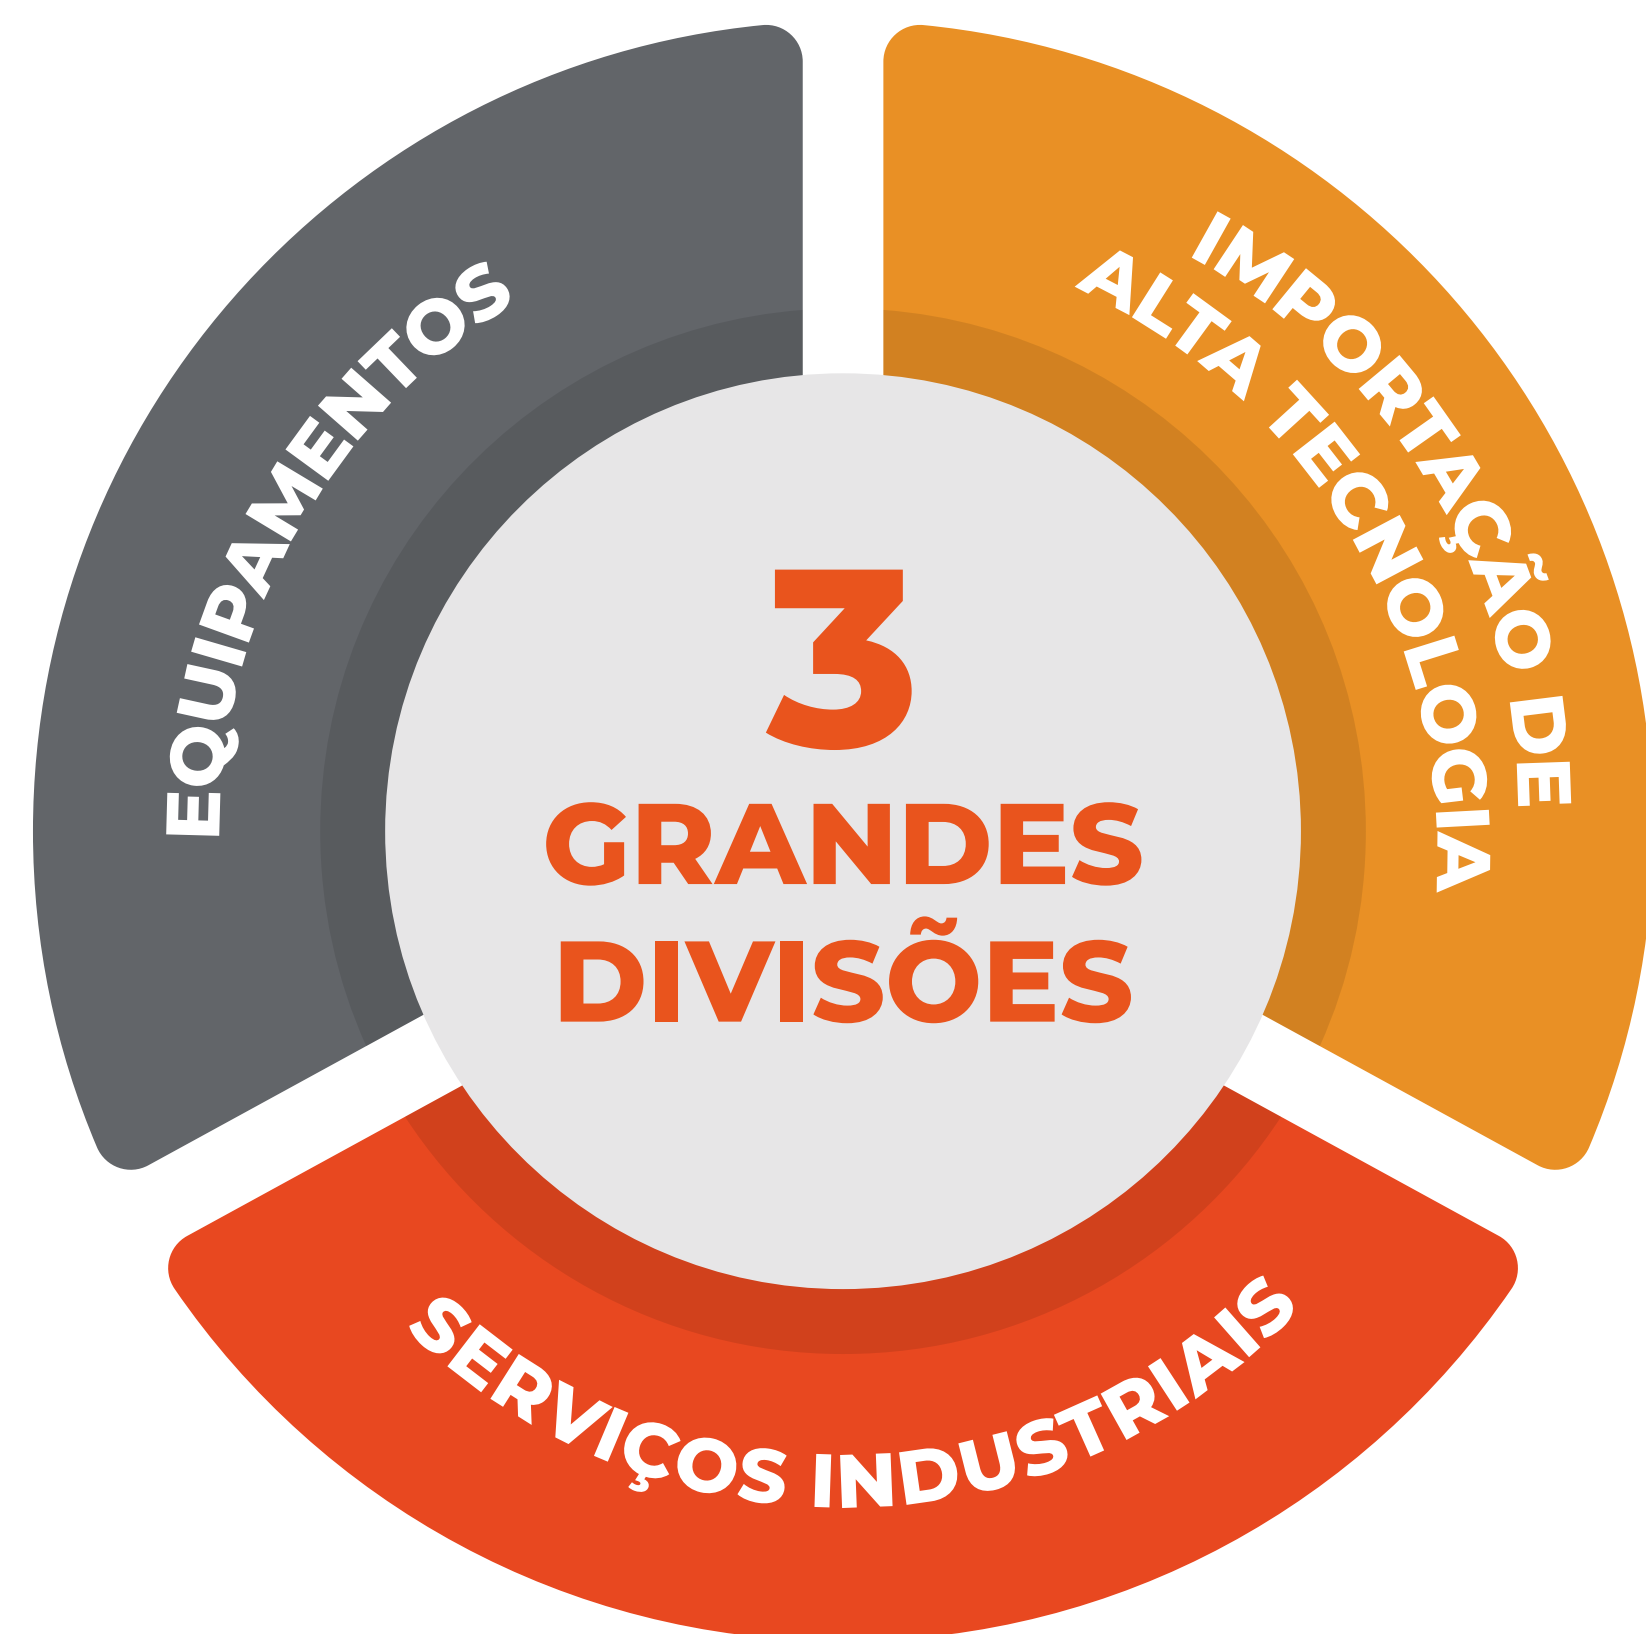 EQUIPAMENTOS
IMPORTAÇÃO DE
ALTA TECNOLOGIA
3
GRANDES
DIVISÕES
SERVIÇOS INDUSTRIAIS